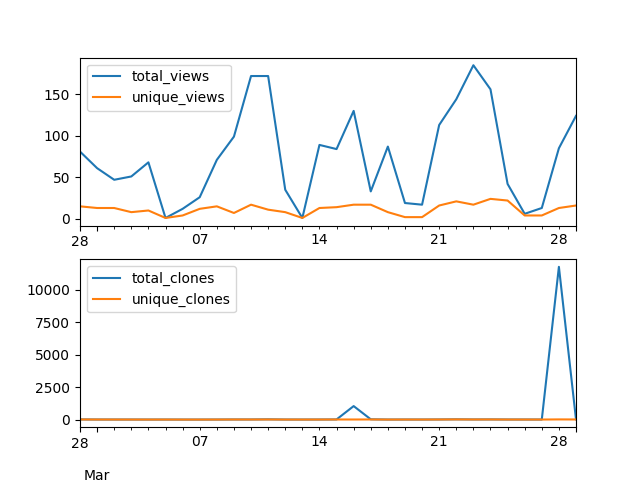 total_views
unique_views
150
100
50
0
28 07 14 21 28
total_clones
unique_clones
10000
7500
5000
2500
0
28 07 14 21 28
Mar